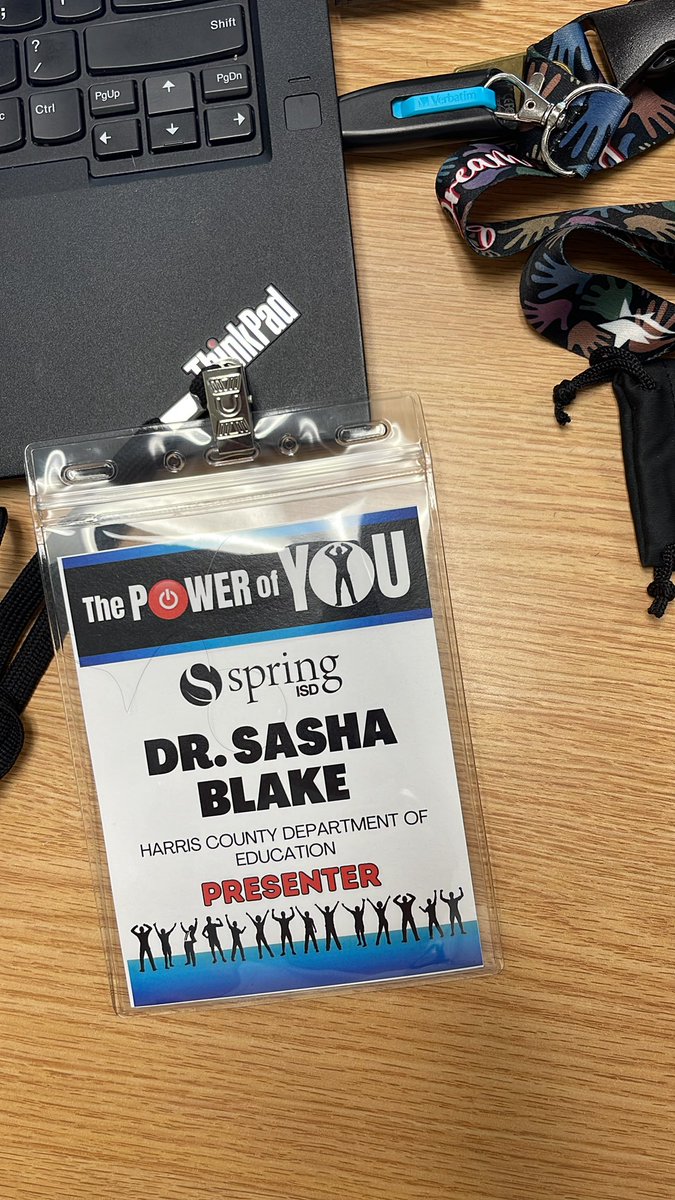 Shift
?
/
PgUp
PgDn
Ctrl
Verbatim
Dream
ThinkPad
The POWER of YOU
spring
ISD
DR. SASHA
BLAKE
HARRIS COUNTY DEPARTMENT OF
EDUCATION
PRESENTER